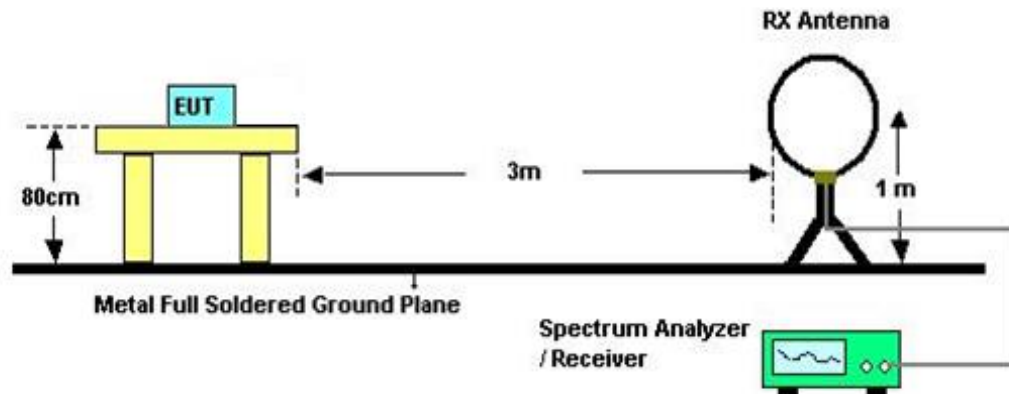 RX Antenna
EUT
80cm
3m
1 m
Metal Full Soldered Ground Plane
Spectrum Analyzer
/ Receiver